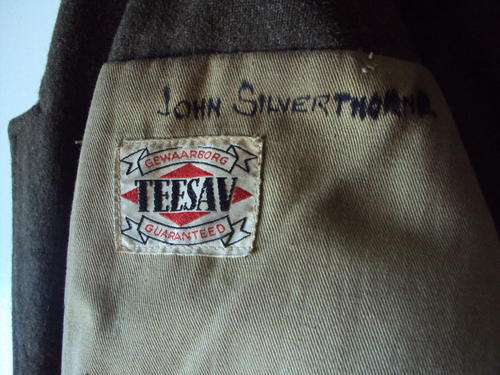 JOHN SILVERTHORNE
GEWAARBORG
TEESAV
GUARANTEED